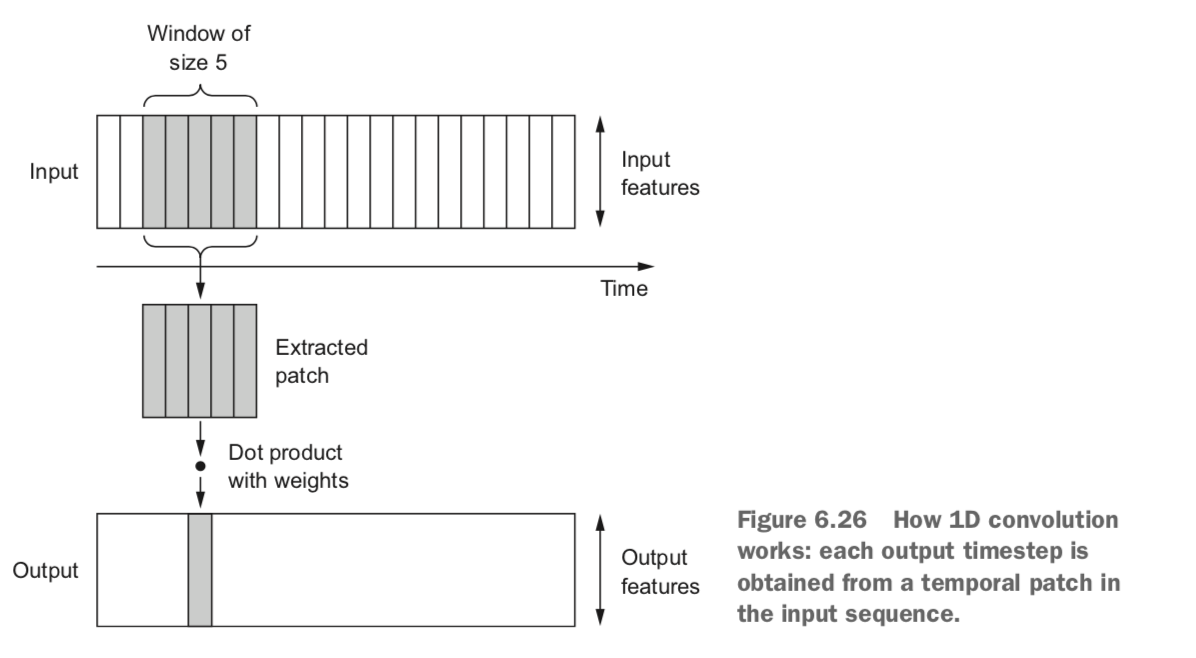 Window of
size 5
Input
Input
features
Time
Extracted
patch
Dot product
with weights
Output
Output
features
Figure 6.26 How 1D convolution
works: each output timestep is
obtained from a temporal patch in
the input sequence.